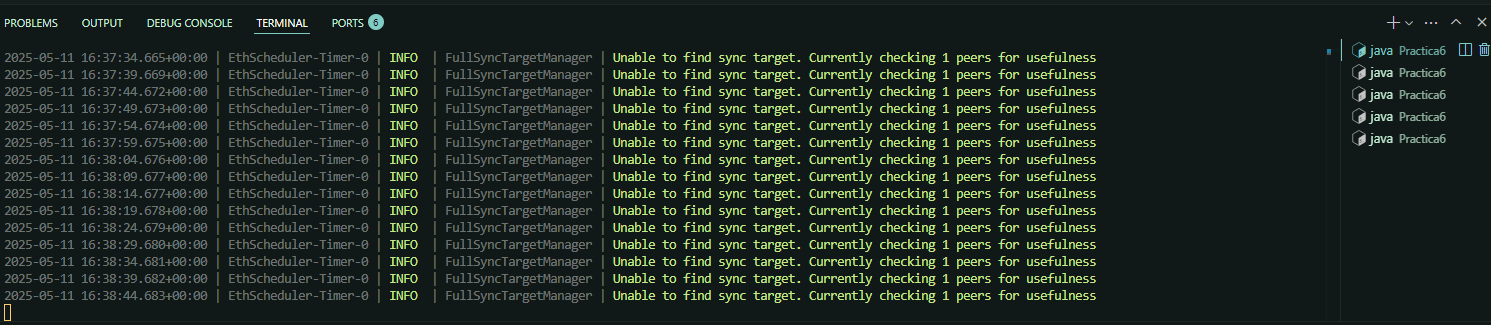 PROBLEMS OUTPUT DEBUG CONSOLE TERMINAL PORTS 6
2025-05-11 16:37:34.665+00:00 | EthScheduler-Timer-0 | INFO | FullSyncTargetManager | Unable to find sync target. Currently checking 1 peers for usefulness
2025-05-11 16:37:39.669+00:00 | EthScheduler-Timer-0 | INFO | FullSyncTargetManager | Unable to find sync target. Currently checking 1 peers for usefulness
2025-05-11 16:37:44.672+00:00 | EthScheduler-Timer-0 | INFO | FullSyncTargetManager | Unable to find sync target. Currently checking 1 peers for usefulness
2025-05-11 16:37:49.673+00:00 | EthScheduler-Timer-0 | INFO | FullSyncTargetManager | Unable to find sync target. Currently checking 1 peers for usefulness
2025-05-11 16:37:54.674+00:00 | EthScheduler-Timer-0 | INFO | FullSyncTargetManager | Unable to find sync target. Currently checking 1 peers for usefulness
2025-05-11 16:37:59.675+00:00 | EthScheduler-Timer-0 | INFO | FullSyncTargetManager | Unable to find sync target. Currently checking 1 peers for usefulness
2025-05-11 16:38:04.676+00:00 | EthScheduler-Timer-0 | INFO | FullSyncTargetManager | Unable to find sync target. Currently checking 1 peers for usefulness
2025-05-11 16:38:09.677+00:00 | EthScheduler-Timer-0 | INFO | FullSyncTargetManager | Unable to find sync target. Currently checking 1 peers for usefulness
2025-05-11 16:38:14.677+00:00 | EthScheduler-Timer-0 | INFO | FullSyncTargetManager | Unable to find sync target. Currently checking 1 peers for usefulness
2025-05-11 16:38:19.678+00:00 | EthScheduler-Timer-0 | INFO | FullSyncTargetManager | Unable to find sync target. Currently checking 1 peers for usefulness
2025-05-11 16:38:24.679+00:00 | EthScheduler-Timer-0 | INFO | FullSyncTargetManager | Unable to find sync target. Currently checking 1 peers for usefulness
2025-05-11 16:38:29.680+00:00 | EthScheduler-Timer-0 | INFO | FullSyncTargetManager | Unable to find sync target. Currently checking 1 peers for usefulness
2025-05-11 16:38:34.681+00:00 | EthScheduler-Timer-0 | INFO | FullSyncTargetManager | Unable to find sync target. Currently checking 1 peers for usefulness
2025-05-11 16:38:39.682+00:00 | EthScheduler-Timer-0 | INFO | FullSyncTargetManager | Unable to find sync target. Currently checking 1 peers for usefulness
2025-05-11 16:38:44.683+00:00 | EthScheduler-Timer-0 | INFO | FullSyncTargetManager | Unable to find sync target. Currently checking 1 peers for usefulness
java Practica6
java Practica6
java Practica6
java Practica6
java Practica6